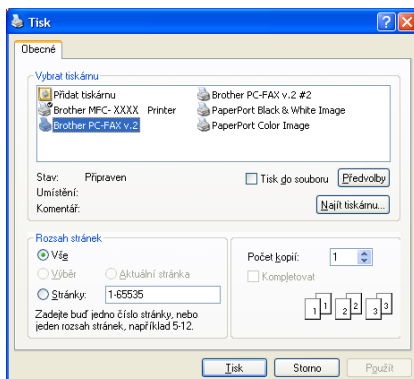 Tisk
Obecné
Vybrat tiskárnu
Přidat tiskárnu
Brother MFC- XXXX Printer
Brother PC-FAX v.2
Brother PC-FAX v.2 #2
PaperPort Black & White Image
PaperPort Color Image
Stav: Připraven
Umístění:
Komentář:
Tisk do souboru
Předvolby
Najít tiskárnu...
Rozsah stránek
Vše
Výběr
Aktuální stránka
Stránky: 1-65535
Zadejte buď jedno číslo stránky, nebo
jeden rozsah stránek, například 5-12.
Počet kopií: 1
Kompletovat
1 1 2 2 3 3
Tisk
Storno
Použít